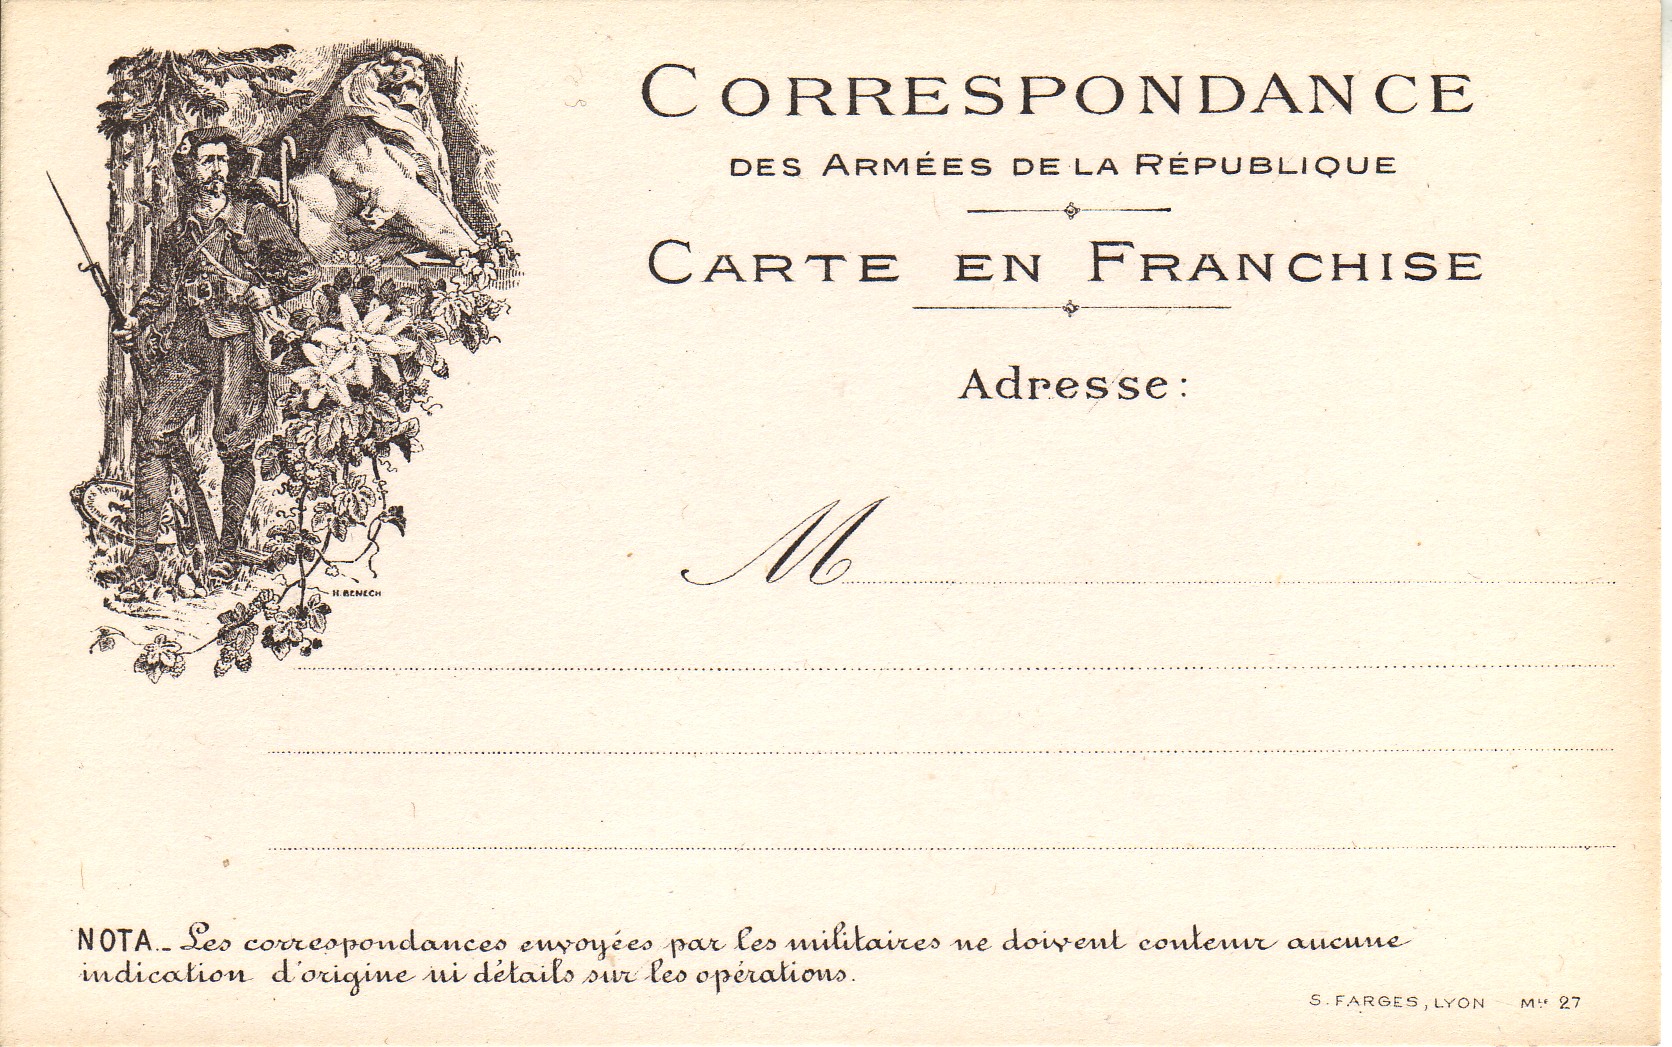 CORRESPONDANCE
DES ARMÉES DE LA RÉPUBLIQUE
CARTE EN FRANCHISE
Adresse:
M
H. BENECH
NOTA._ Les correspondances envoyées par les militaires ne doivent contenir aucune
indication d'origine ni détails sur les opérations.
S. FARGES, LYON Mle 27